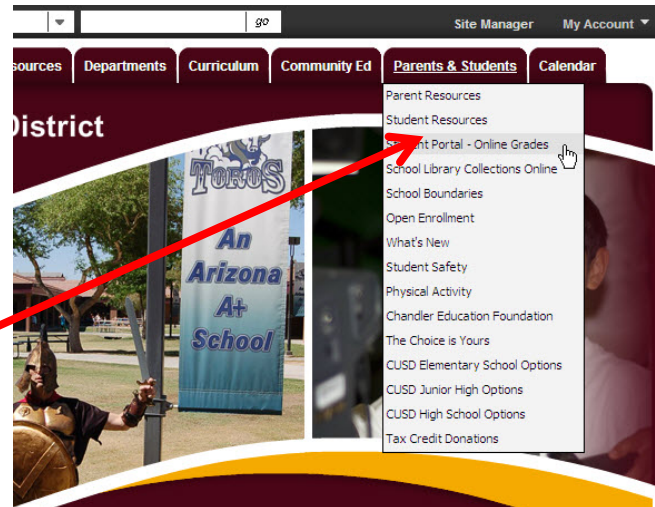 go Site Manager My Account
sources Departments Curriculum Community Ed Parents & Students Calendar
District
Parent Resources
Student Resources
Student Portal - Online Grades
School Library Collections Online
School Boundaries
Open Enrollment
What's New
Student Safety
Physical Activity
Chandler Education Foundation
The Choice is Yours
CUSD Elementary School Options
CUSD Junior High Options
CUSD High School Options
Tax Credit Donations
TOROS
An
Arizona
A+
School